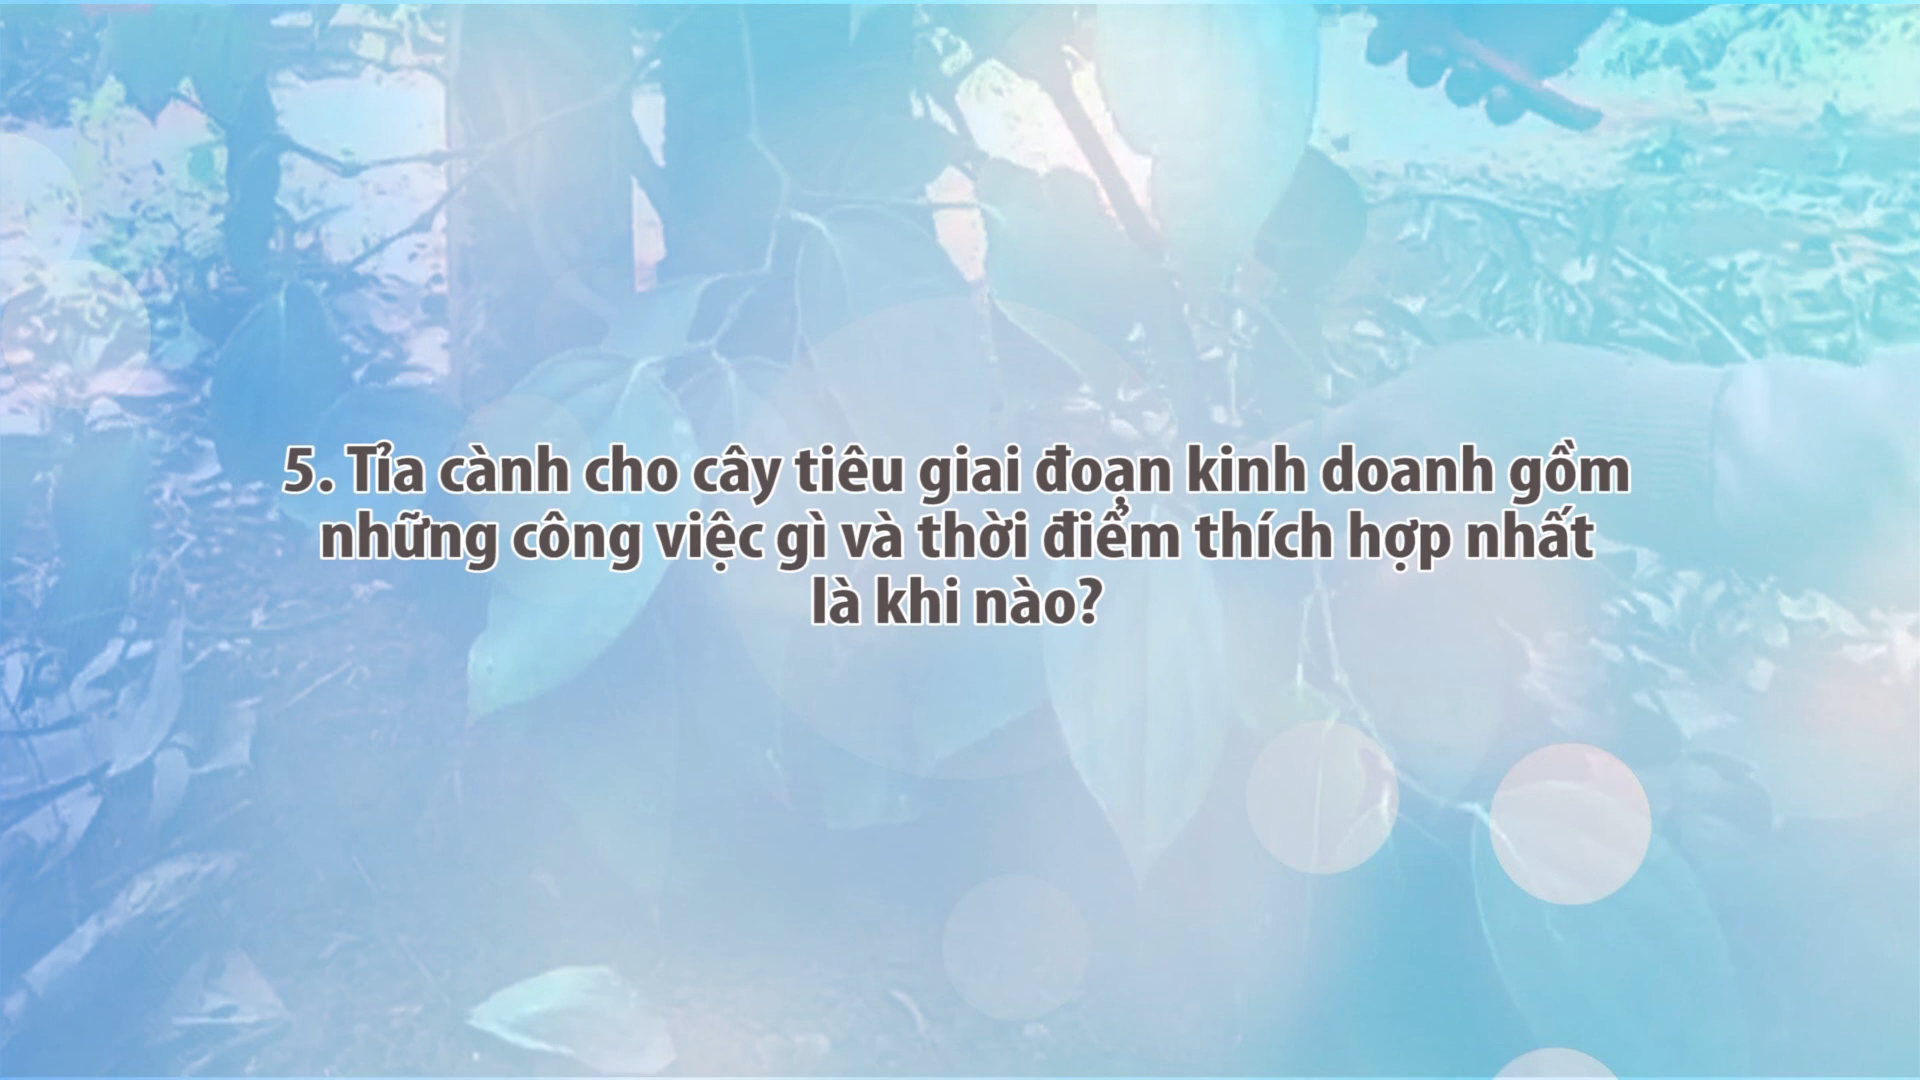 5. Tỉa cành cho cây tiêu giai đoạn kinh doanh gồm
những công việc gì và thời điểm thích hợp nhất
là khi nào?